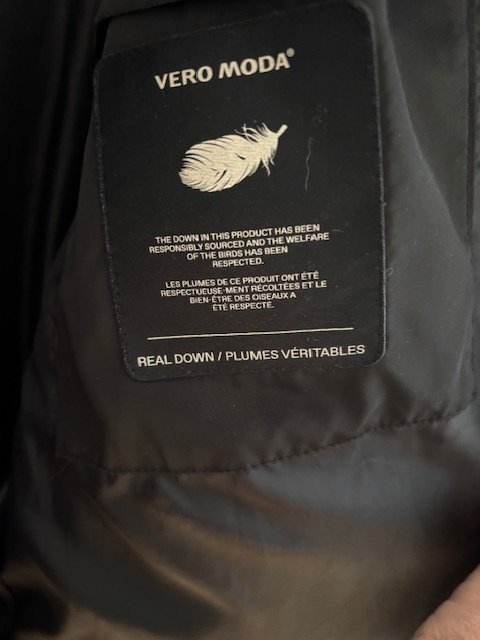 VERO MODA®
THE DOWN IN THIS PRODUCT HAS BEEN
RESPONSIBLY SOURCED AND THE WELFARE
OF THE BIRDS HAS BEEN
RESPECTED.
LES PLUMES DE CE PRODUIT ONT ÉTÉ
RESPECTUEUSE-MENT RÉCOLTÉES ET LE
BIEN-ÊTRE DES OISEAUX A
ÉTÉ RESPECTÉ.
REAL DOWN / PLUMES VÉRITABLES